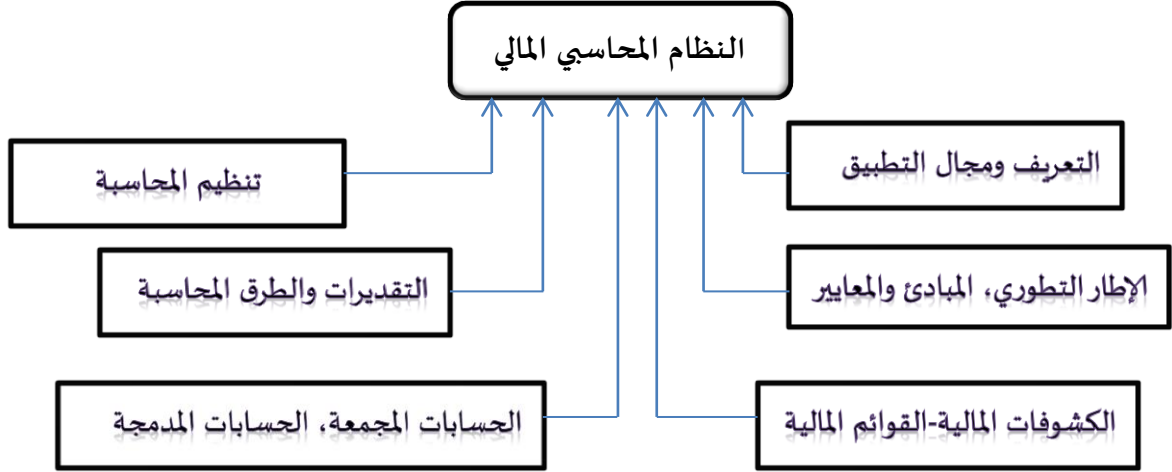 النظام المحاسبي المالي
التعريف ومجال التطبيق
تنظيم المحاسبة
الإطار التطوري، المبادئ والمعايير
التقديرات والطرق المحاسبة
الكشوفات المالية-القوائم المالية
الحسابات المجمعة، الحسابات المدمجة